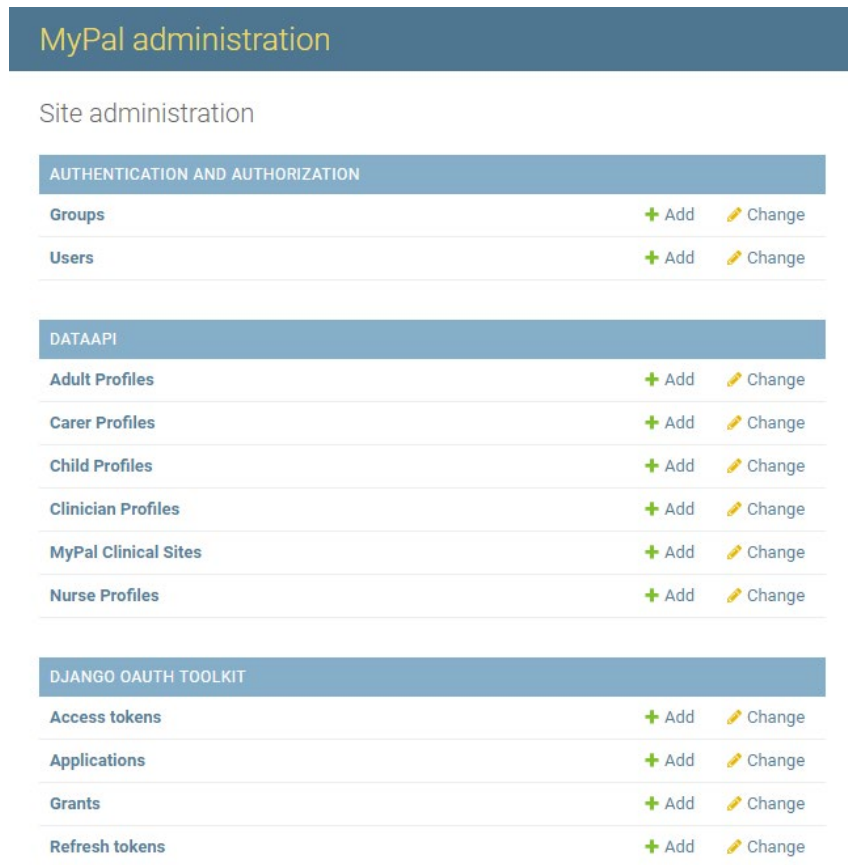 MyPal administration
Site administration
AUTHENTICATION AND AUTHORIZATION
Groups Add Change
Users Add Change
DATAAPI
Adult Profiles Add Change
Carer Profiles Add Change
Child Profiles Add Change
Clinician Profiles Add Change
MyPal Clinical Sites Add Change
Nurse Profiles Add Change
DJANGO OAUTH TOOLKIT
Access tokens Add Change
Applications Add Change
Grants Add Change
Refresh tokens Add Change